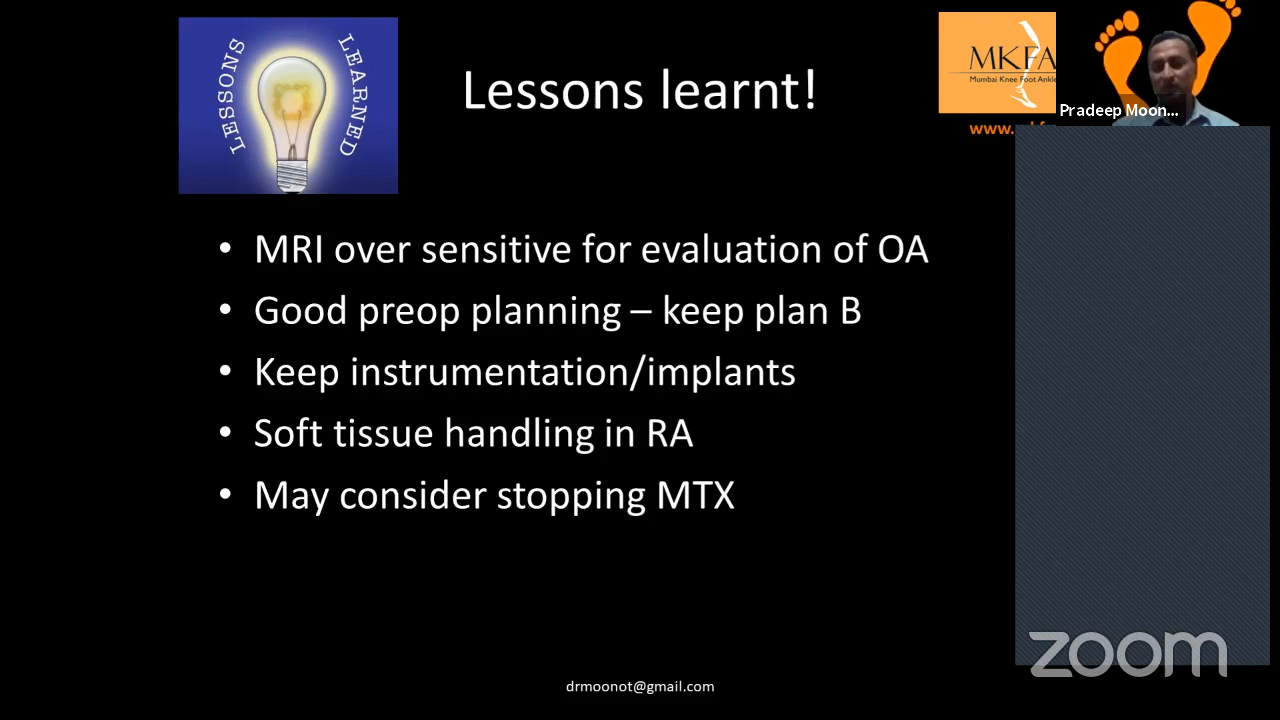 LESSONS LEARNED
Lessons learnt!
MKFA
Mumbai Knee Foot Ankle
www.
Pradeep Moon...
• MRI over sensitive for evaluation of OA
• Good preop planning – keep plan B
• Keep instrumentation/implants
• Soft tissue handling in RA
• May consider stopping MTX
zoom
drmoonot@gmail.com